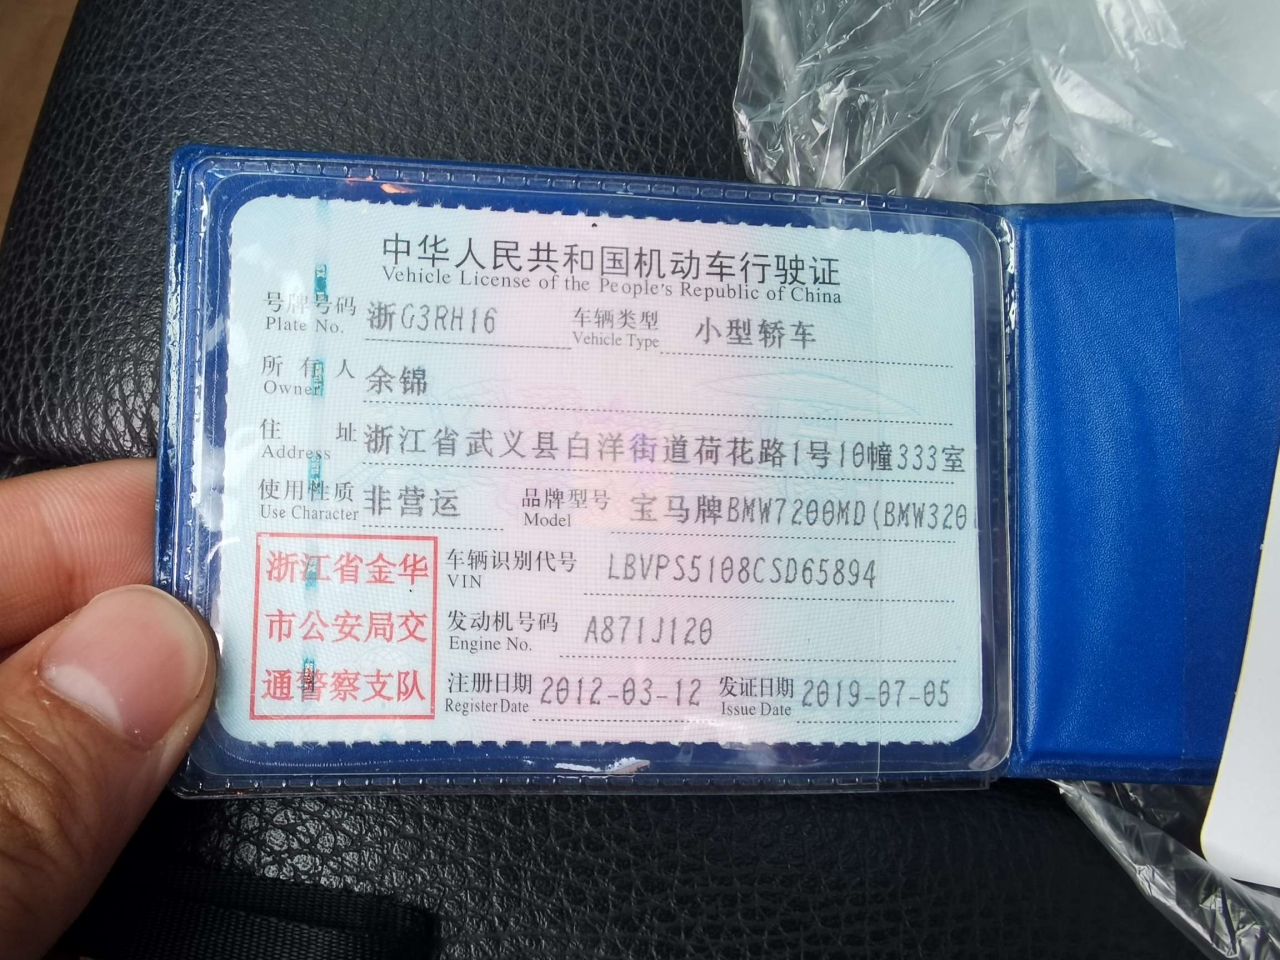 中华人民共和国机动车行驶证
Vehicle License of the People's Republic of China
号牌号码 浙G3RH16 车辆类型 小型轿车
Plate No. Vehicle Type
所有人 余锦
Owner
住址 浙江省武义县白洋街道荷花路1号10幢333室
Address
使用性质 非营运 品牌型号 宝马牌BMW7200MD(BMW320
Use Character Model
浙江省金华
市公安局交
通警察支队
车辆识别代号 LBVPS5108CSD65894
VIN
发动机号码 A871J120
Engine No.
注册日期 2012-03-12 发证日期 2019-07-05
Register Date Issue Date